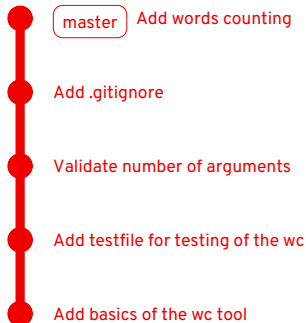 master Add words counting
Add .gitignore
Validate number of arguments
Add testfile for testing of the wc
Add basics of the wc tool